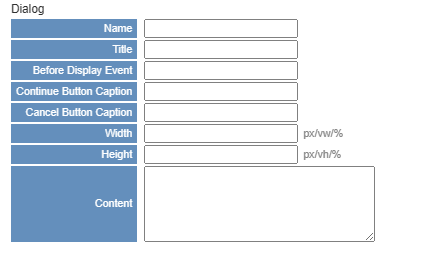 Dialog
Name
Title
Before Display Event
Continue Button Caption
Cancel Button Caption
Width px/vw/%
Height px/vh/%
Content